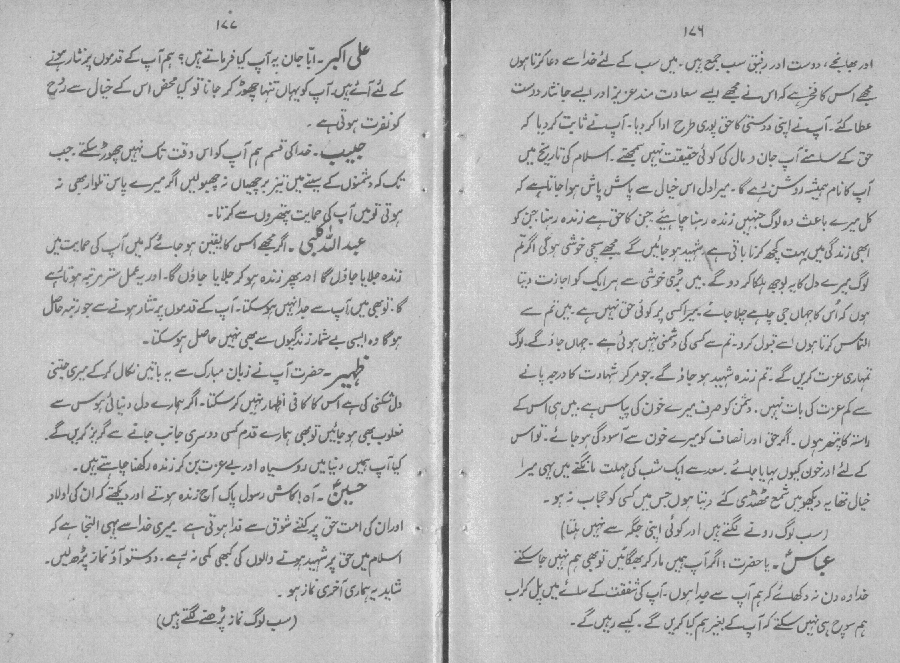 ۱۷۶
اور بھانجے، دوست اور رفیق سب جمع ہیں۔ میں سب کے لئے خدا سے دعا کرتا ہوں
مجھے اس کا فخر ہے کہ اس نے مجھے ایسے سعادت مند عزیز اور ایسے جانثار دوست
عطا کئے۔ آپ نے اپنی دوستی کا حق پوری طرح ادا کر دیا۔ آپ نے ثابت کر دیا کہ
حق کے سامنے آپ جان و مال کی کوئی حقیقت نہیں سمجھتے۔ اسلام کی تاریخ میں
آپ کا نام ہمیشہ روشن رہے گا۔ میرا دل اس خیال سے پاش پاش ہوا جاتا ہے کہ
کل میرے باعث وہ لوگ جنہیں زندہ رہنا چاہیئے جن کا حق ہے زندہ رہنا جن کو
ابھی زندگی میں بہت کچھ کرنا باقی ہے شہید ہو جائیں گے مجھے سچی خوشی ہوگی اگر تم
لوگ میرے دل کا یہ بوجھ ہلکا کر دو گے۔ میں بڑی خوشی سے ہر ایک کو اجازت دیتا
ہوں کہ اُس کا جہاں جی چاہے چلا جائے۔ میرا کسی پر کوئی حق نہیں ہے۔ میں تم سے
التماس کرتا ہوں اسے قبول کرو۔ تم سے کسی کی دشمنی نہیں ہوئی ہے۔ جہاں جاؤ گے۔ لوگ
تمہاری عزت کریں گے۔ تم زندہ شہید ہو جاؤ گے۔ جو مر کر شہادت کا درجہ پانے
سے کم عزت کی بات نہیں۔ دشمن کو صرف میرے خون کی پیاس ہے۔ میں ہی اس کے
راستہ کا پتھر ہوں۔ اگر حق اور انصاف کو میرے خون سے آسودگی ہو جائے۔ تو اس
کے لئے اور خون کیوں بہایا جائے۔ سعد سے ایک شب کی مہلت مانگنے میں یہی میرا
خیال تھا یہ دیکھو میں شمع ٹھنڈی کئے دیتا ہوں جس میں کسی کو حجاب نہ ہو۔
(سب لوگ رونے لگتے ہیں اور کوئی اپنی جگہ سے نہیں ہلتا)
عباسؑ۔ یا حضرت! اگر آپ ہمیں مار کر بھگائیں تو بھی ہم نہیں جا سکتے
خدا وہ دن نہ دکھائے کہ ہم آپ سے جدا ہوں۔ آپ کی شفقت کے سائے میں پل کر اب
ہم سوچ ہی نہیں سکتے کہ آپ کے بغیر ہم کیا کریں گے۔ کیسے رہیں گے۔
۱۷۷
علی اکبر۔ ابّا جان یہ آپ کیا فرماتے ہیں؟ ہم آپ کے قدموں پر نثار ہونے
کے لئے آئے ہیں۔ آپ کو یہاں تنہا چھوڑ کر جانا تو کیا محض اس کے خیال سے رُوح
کو نفرت ہوتی ہے۔
حبیب۔ خدا کی قسم ہم آپ کو اس وقت تک نہیں چھوڑ سکتے۔ جب
تک کہ دشمنوں کے سینے میں تیز برچھیاں نہ چبھو لیں اگر میرے پاس تلوار بھی نہ
ہوتی تو میں آپ کی حمایت پتھروں سے کرتا۔
عبداللہ کلبی۔ اگر مجھے اس کا یقین ہو جائے کہ میں آپ کی حمایت میں
زندہ جلایا جاؤں گا اور پھر زندہ ہو کر جلایا جاؤں گا۔ اور یہ عمل ستر مرتبہ ہوتا رہے
گا۔ تو بھی میں آپ سے جدا نہیں ہو سکتا۔ آپ کے قدموں پر نثار ہونے سے جو رتبہ حاصل
ہوگا وہ ایسی بے شمار زندگیوں سے بھی نہیں حاصل ہو سکتا۔
ظہیر۔ حضرت آپ نے زبان مبارک سے یہ باتیں نکال کر کے میری جتنی
دل شکنی کی ہے اس کا کافی اظہار نہیں کر سکتا۔ اگر ہمارے دل دنیائی ہوس سے
مغلوب بھی ہو جائیں تو بھی ہمارے قدم کسی دوسری جانب جانے سے گریز کریں گے۔
کیا آپ ہمیں دنیا میں روسیاہ اور بے عزت بن کر زندہ رکھنا چاہتے ہیں۔
حسینؑ۔ آہ! کاش رسول پاک آج زندہ ہوتے اور دیکھتے کہ ان کی اولاد
اور ان کی امت حق پر کتنے شوق سے فدا ہوتی ہے۔ میری خدا سے یہی التجا ہے کہ
اسلام میں حق پر شہید ہونے والوں کی کبھی کمی نہ رہے۔ دوستو آؤ نماز پڑھ لیں۔
شاید یہ ہماری آخری نماز ہو۔
(سب لوگ نماز پڑھنے لگتے ہیں)